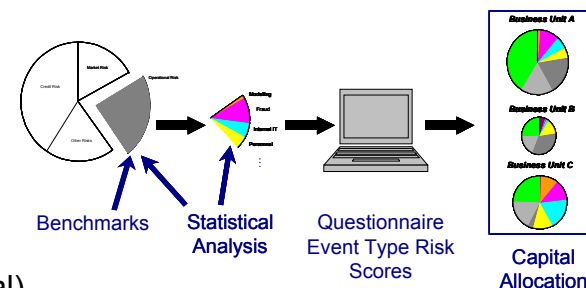 Business Unit A
Market Risk
Operational Risk
Credit Risk
Other Risks
Modelling
Fraud
Internal IT
Personnel
⋮
Business Unit B
Business Unit C
Benchmarks
Statistical
Analysis
Questionnaire
Event Type Risk
Scores
Capital
Allocation
al)